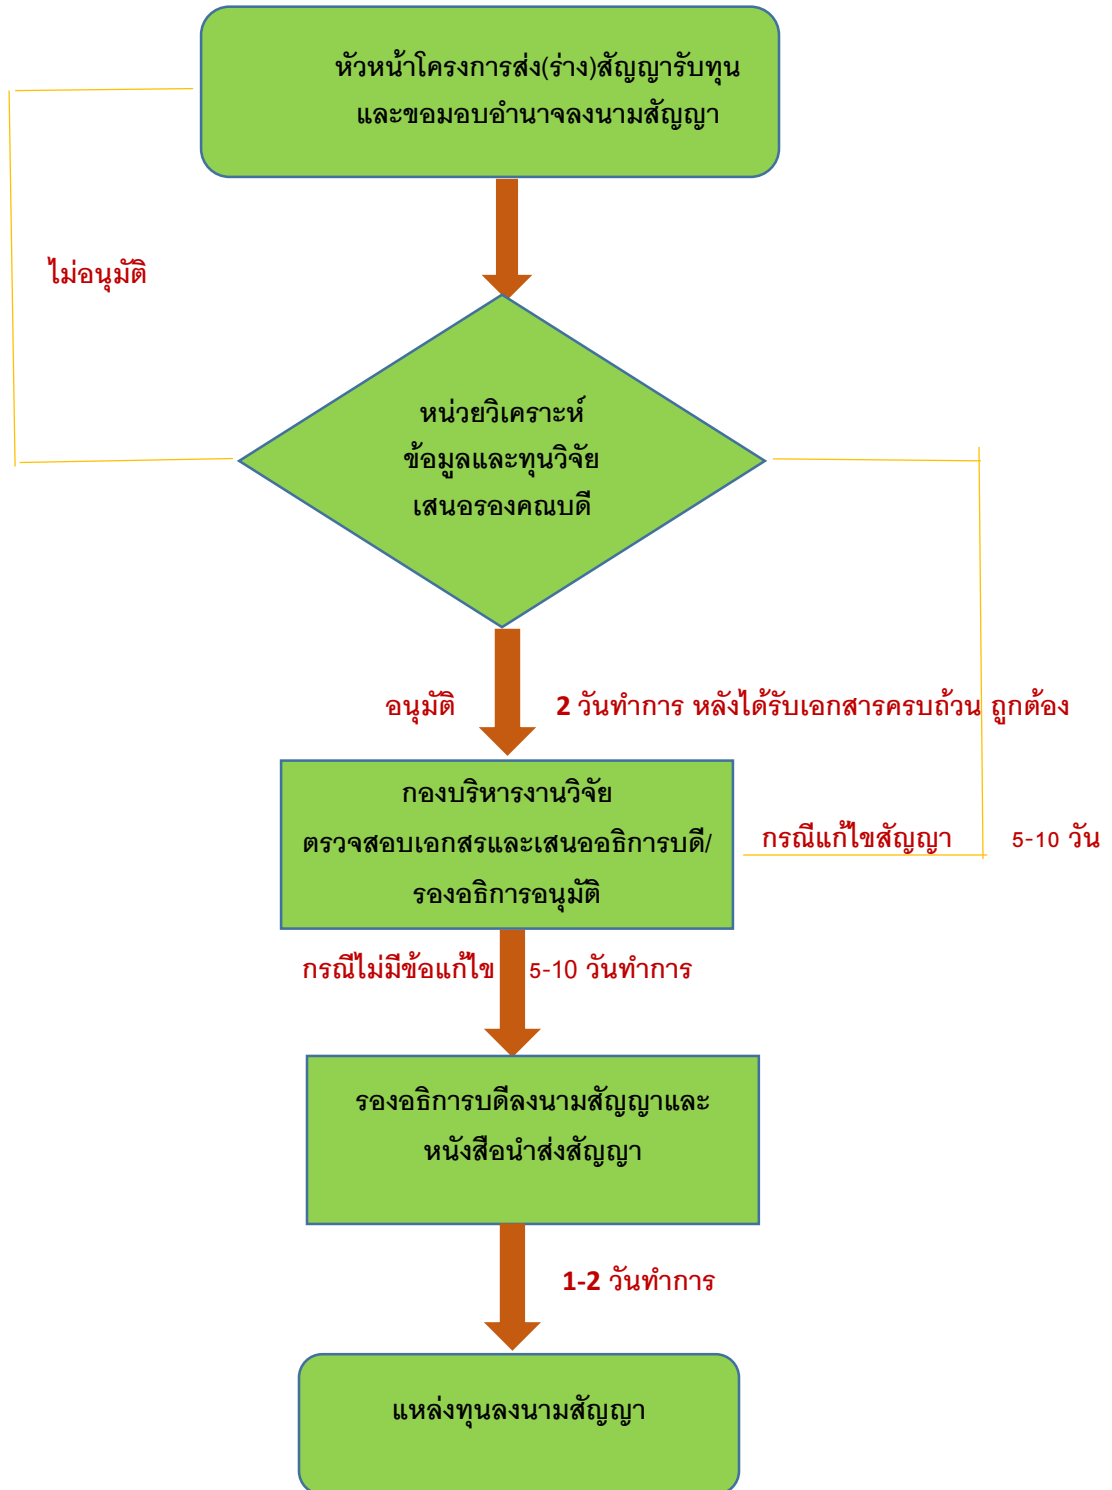 หัวหน้าโครงการส่ง(ร่าง)สัญญารับทุน
และขอมอบอำนาจลงนามสัญญา
ไม่อนุมัติ
หน่วยวิเคราะห์
ข้อมูลและทุนวิจัย
เสนอรองคณบดี
อนุมัติ
2 วันทำการ หลังได้รับเอกสารครบถ้วน ถูกต้อง
กองบริหารงานวิจัย
ตรวจสอบเอกสรและเสนออธิการบดี/
รองอธิการอนุมัติ
กรณีแก้ไขสัญญา
5-10 วัน
กรณีไม่มีข้อแก้ไข
5-10 วันทำการ
รองอธิการบดีลงนามสัญญาและ
หนังสือนำส่งสัญญา
1-2 วันทำการ
แหล่งทุนลงนามสัญญา